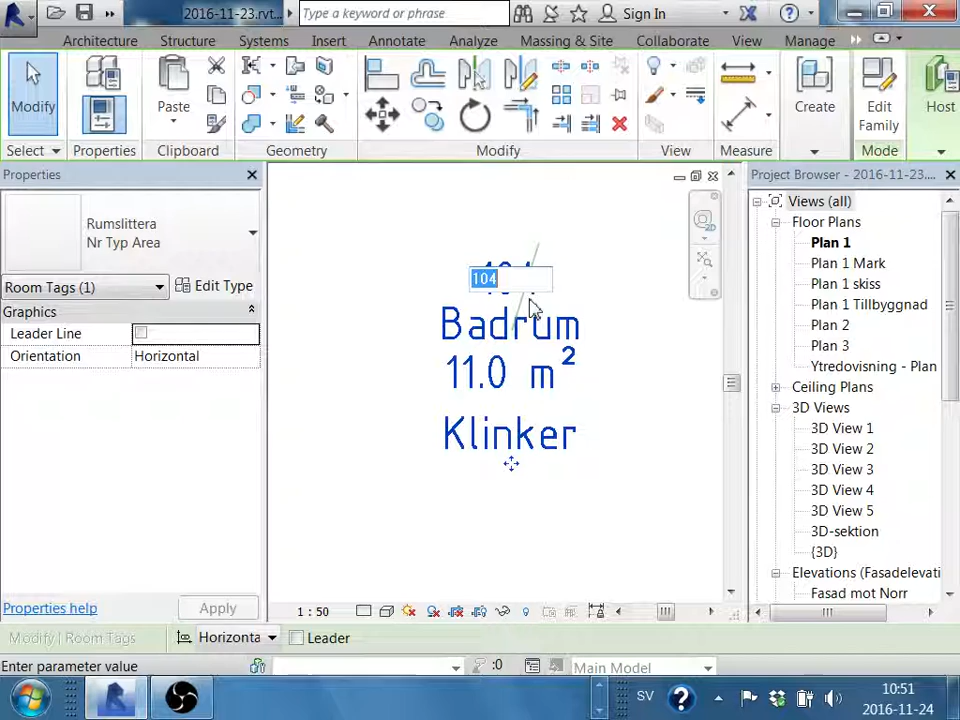 2016-11-23.rvt...
Type a keyword or phrase
Sign In
Architecture Structure Systems Insert Annotate Analyze Massing & Site Collaborate View Manage
Modify
Paste
Create
Edit Family
Host
Select Properties Clipboard Geometry Modify View Measure Mode
Properties
Project Browser - 2016-11-23....
Rumslittera
Nr Typ Area
Room Tags (1)
Edit Type
Graphics
Leader Line
Orientation Horizontal
Properties help
Apply
104
Badrum
11.0 m²
Klinker
1 : 50
Views (all)
Floor Plans
Plan 1
Plan 1 Mark
Plan 1 skiss
Plan 1 Tillbyggnad
Plan 2
Plan 3
Ytredovisning - Plan
Ceiling Plans
3D Views
3D View 1
3D View 2
3D View 3
3D View 4
3D View 5
3D-sektion
{3D}
Elevations (Fasadelevati
Fasad mot Norr
Modify | Room Tags
Horizonta
Leader
Enter parameter value
:0
Main Model
SV
10:51
2016-11-24